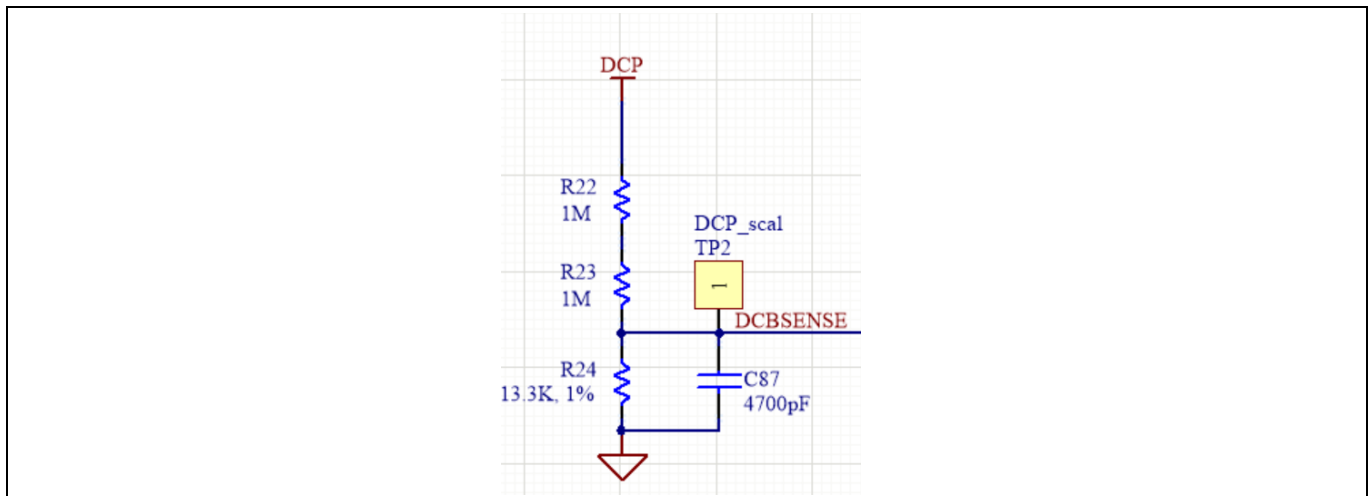 DCP
R22
1M
DCP_scal
TP2
R23
1M
1
DCBSENSE
R24
13.3K, 1%
C87
4700pF